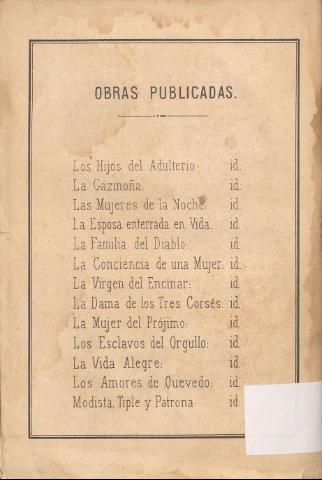 OBRAS PUBLICADAS.
Los Hijos del Adulterio: id.
La Gazmoña: id.
Las Mujeres de la Noche: id.
La Esposa enterrada en Vida: id.
La Familia del Diablo: id.
La Conciencia de una Mujer: id.
La Virgen del Encinar: id.
La Dama de los Tres Corsés: id.
La Mujer del Prójimo: id.
Los Esclavos del Orgullo: id.
La Vida Alegre: id.
Los Amores de Quevedo: id.
Modista, Tiple y Patrona id.